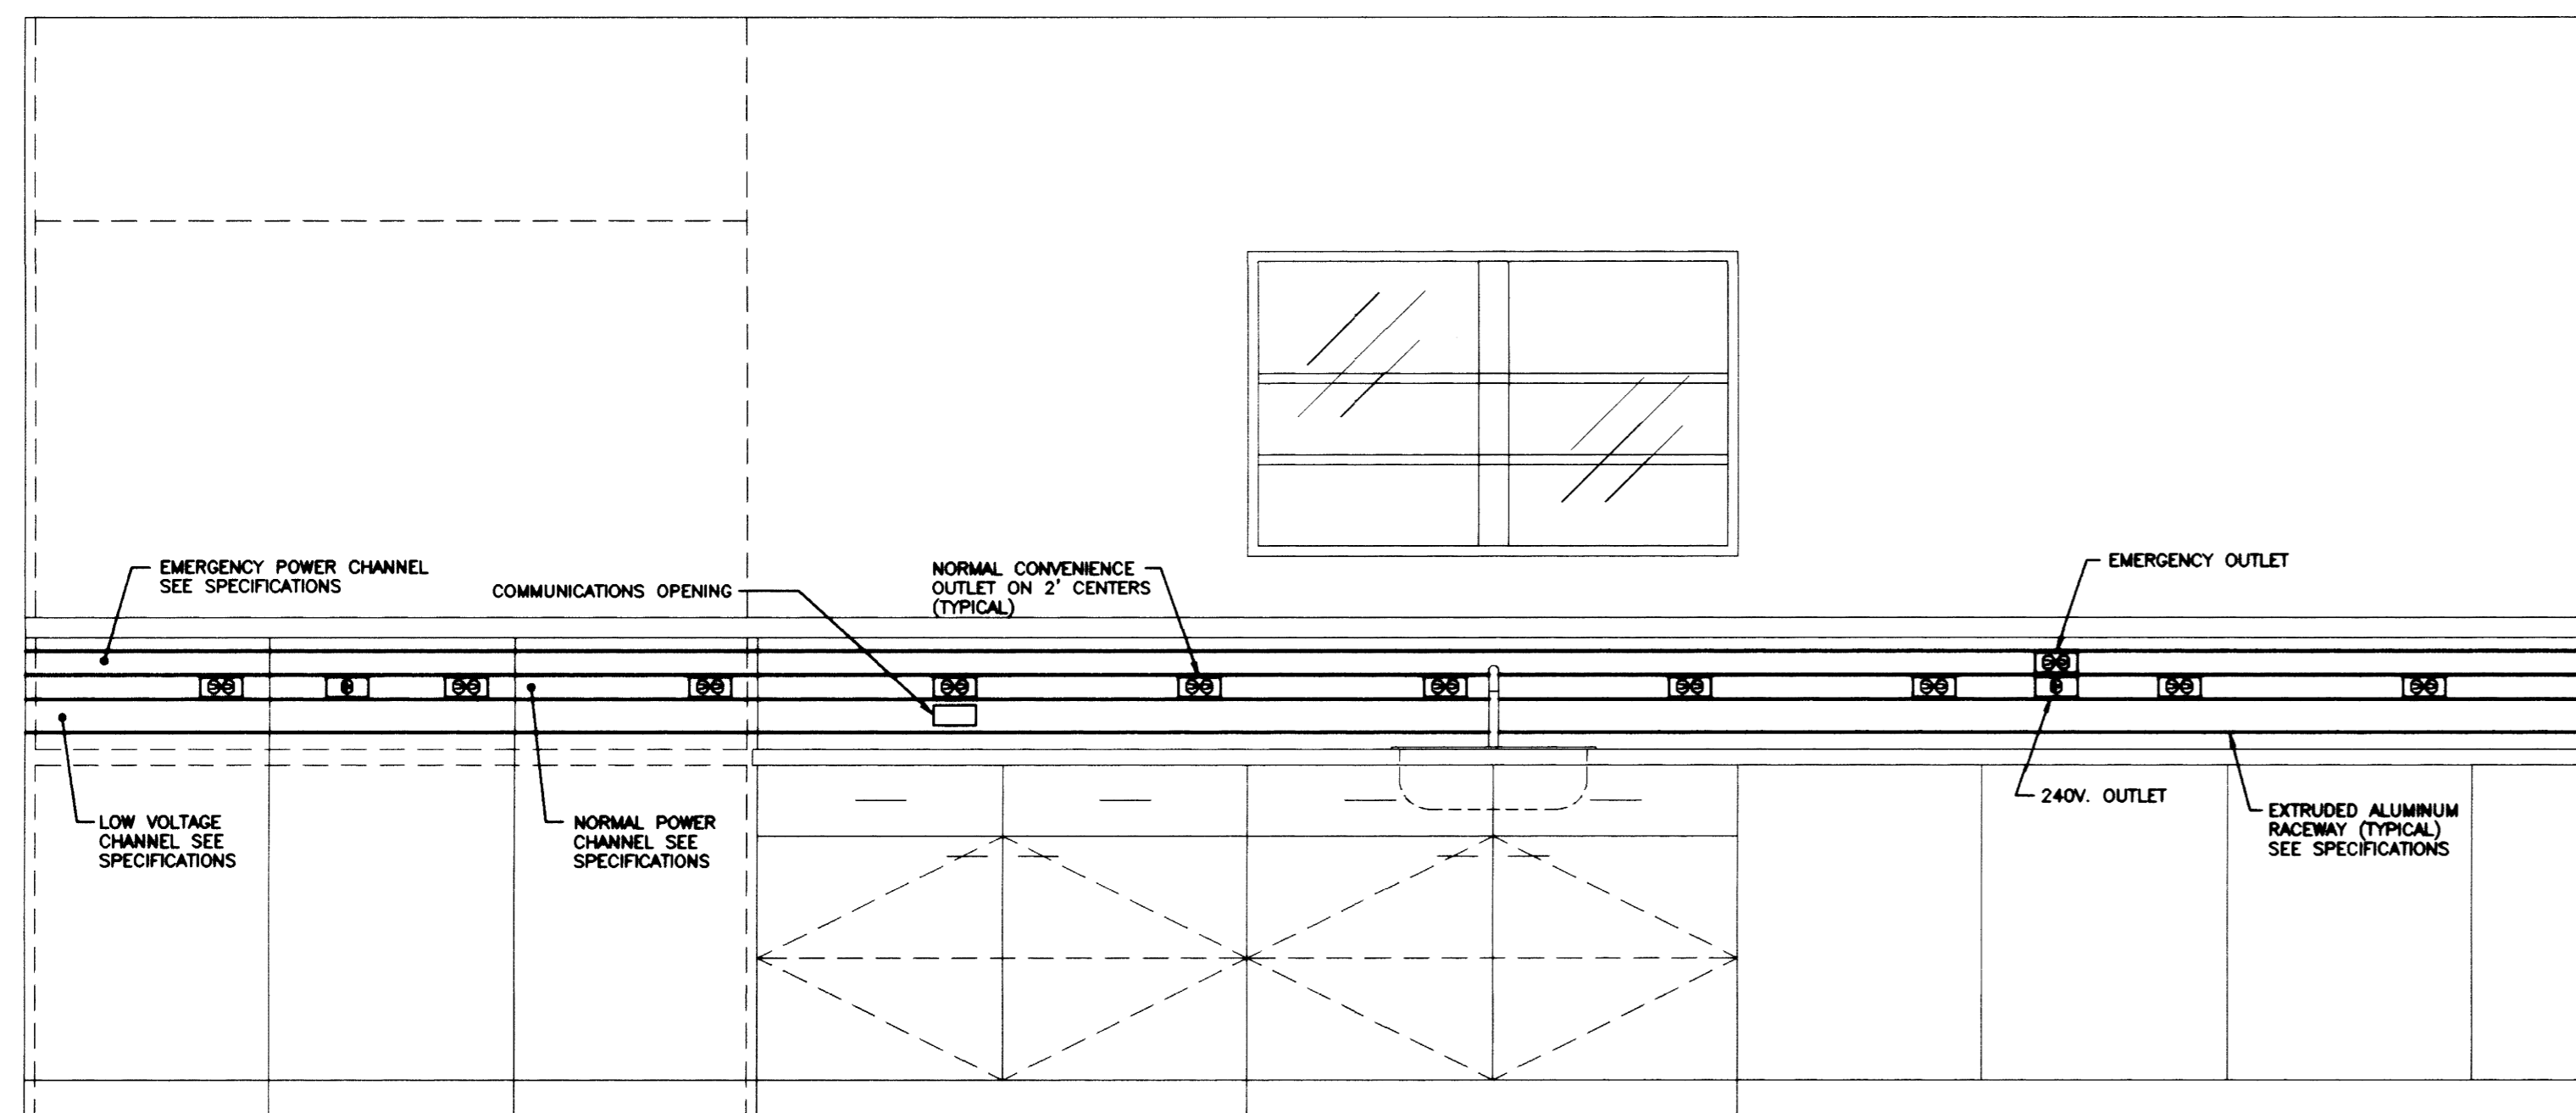 EMERGENCY POWER CHANNEL
SEE SPECIFICATIONS
COMMUNICATIONS OPENING
NORMAL CONVENIENCE
OUTLET ON 2' CENTERS
(TYPICAL)
EMERGENCY OUTLET
LOW VOLTAGE
CHANNEL SEE
SPECIFICATIONS
NORMAL POWER
CHANNEL SEE
SPECIFICATIONS
240V. OUTLET
EXTRUDED ALUMINUM
RACEWAY (TYPICAL)
SEE SPECIFICATIONS